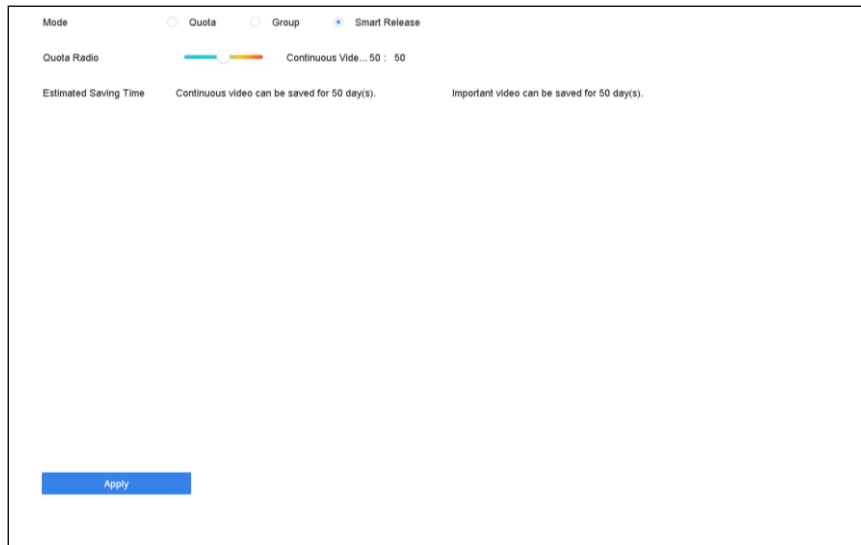 Mode Quota Group Smart Release
Quota Radio Continuous Vide... 50 : 50
Estimated Saving Time Continuous video can be saved for 50 day(s). Important video can be saved for 50 day(s).
Apply